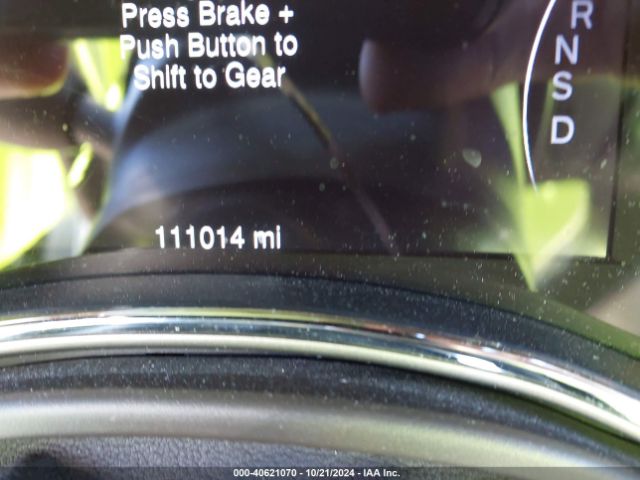 Press Brake +
Push Button to
Shift to Gear
R
N
S
D
111014 mi
000-40621070 • 10/21/2024 • IAA Inc.